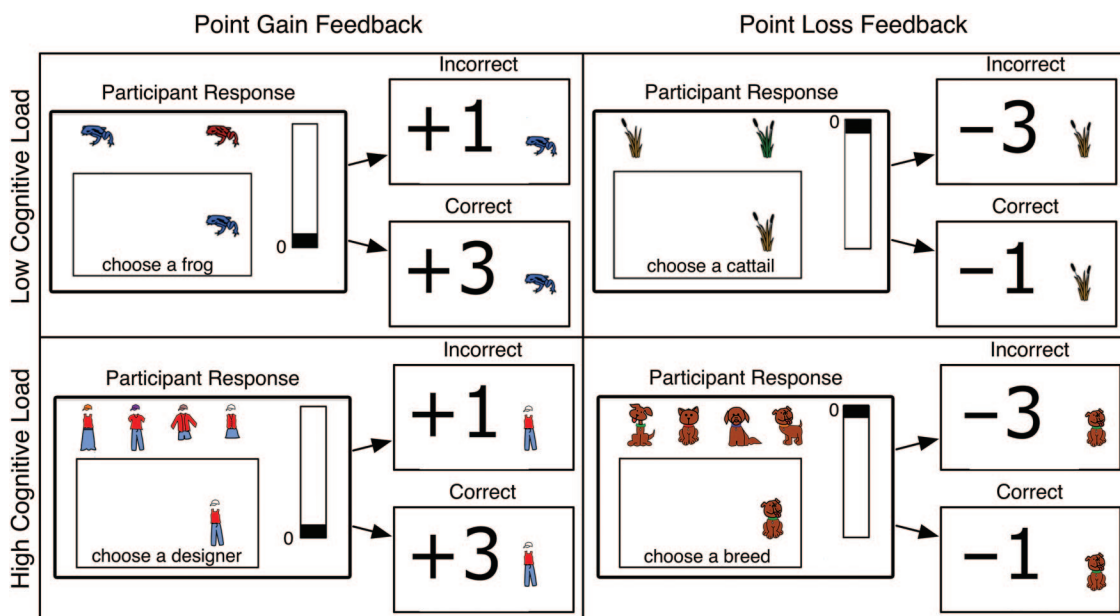 Point Gain Feedback
Point Loss Feedback
Low Cognitive Load
Participant Response
0
choose a frog
Incorrect
+1
Correct
+3
Participant Response
0
choose a cattail
Incorrect
-3
Correct
-1
High Cognitive Load
Participant Response
0
choose a designer
Incorrect
+1
Correct
+3
Participant Response
0
choose a breed
Incorrect
-3
Correct
-1